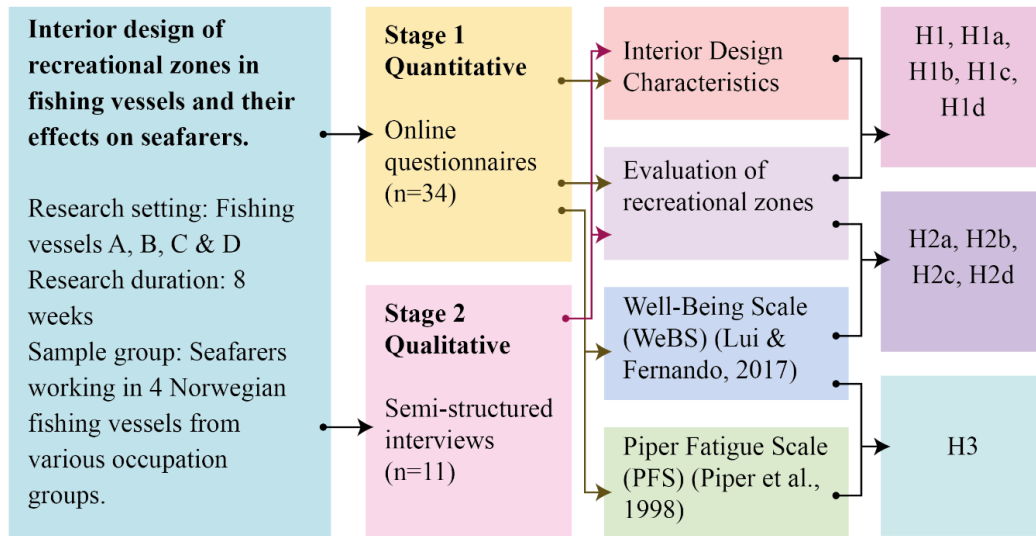 Interior design of
recreational zones in
fishing vessels and their
effects on seafarers.
Research setting: Fishing
vessels A, B, C & D
Research duration: 8
weeks
Sample group: Seafarers
working in 4 Norwegian
fishing vessels from
various occupation
groups.
Stage 1
Quantitative
Online
questionnaires
(n=34)
Stage 2
Qualitative
Semi-structured
interviews
(n=11)
Interior Design
Characteristics
Evaluation of
recreational zones
Well-Being Scale
(WeBS) (Lui &
Fernando, 2017)
Piper Fatigue Scale
(PFS) (Piper et al.,
1998)
H1, H1a,
H1b, H1c,
H1d
H2a, H2b,
H2c, H2d
H3